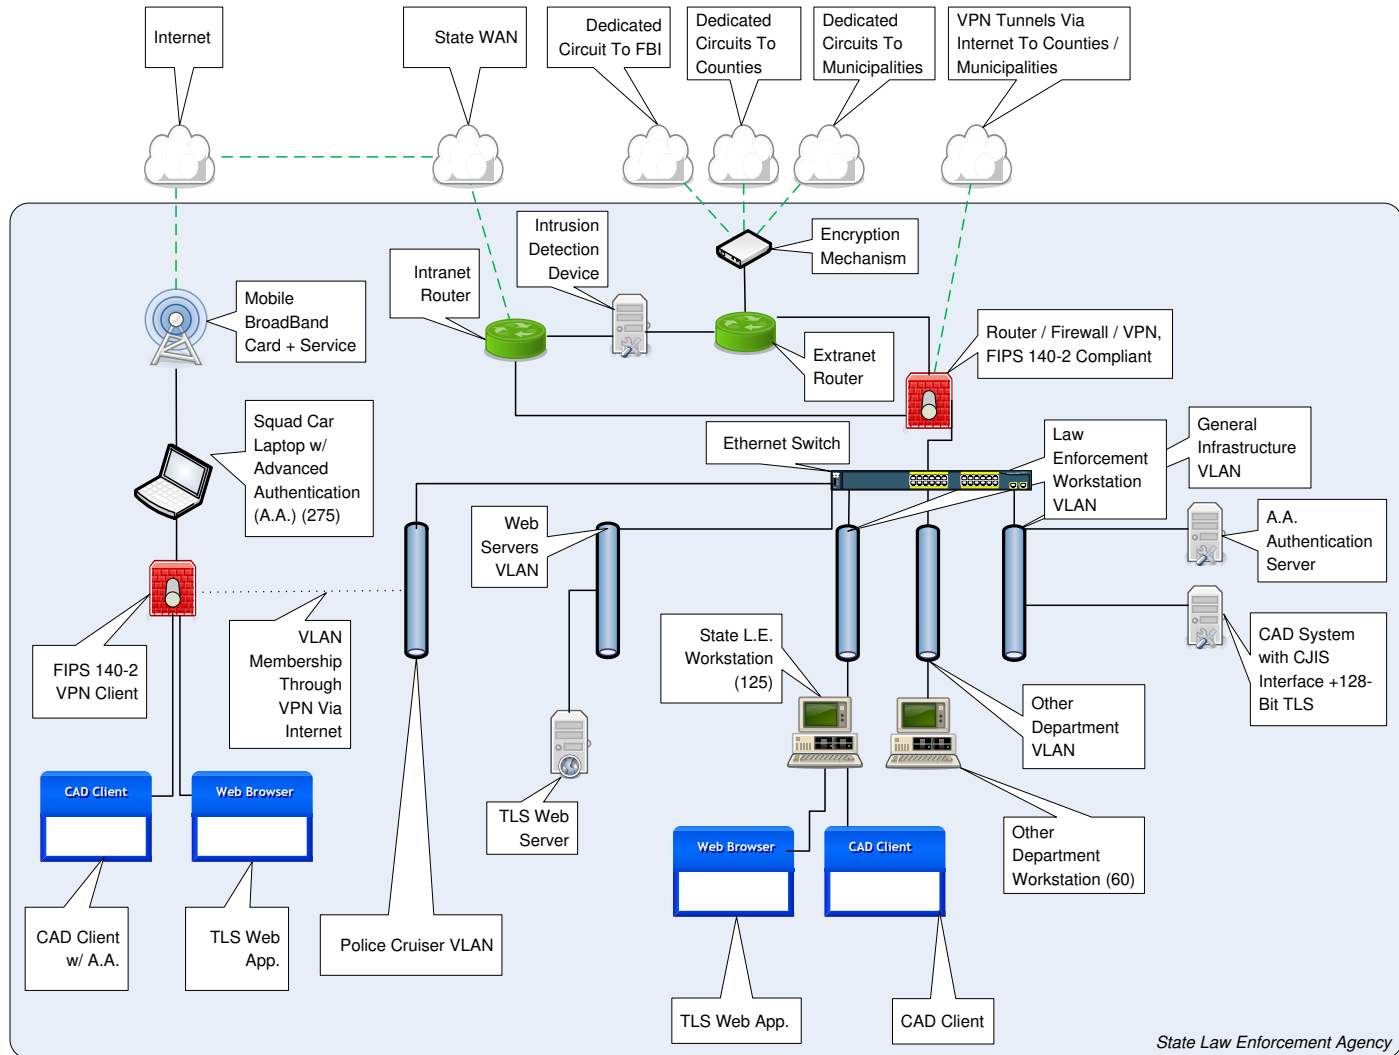 Internet
State WAN
Dedicated
Circuit To FBI
Dedicated
Circuits To
Counties
Dedicated
Circuits To
Municipalities
VPN Tunnels Via
Internet To Counties /
Municipalities
Intrusion
Detection
Device
Encryption
Mechanism
Intranet
Router
Mobile
BroadBand
Card + Service
Extranet
Router
Router / Firewall / VPN,
FIPS 140-2 Compliant
Squad Car
Laptop w/
Advanced
Authentication
(A.A.) (275)
Ethernet Switch
Law
Enforcement
Workstation
VLAN
General
Infrastructure
VLAN
Web
Servers
VLAN
A.A.
Authentication
Server
FIPS 140-2
VPN Client
VLAN
Membership
Through
VPN Via
Internet
State L.E.
Workstation
(125)
CAD System
with CJIS
Interface +128-
Bit TLS
Other
Department
VLAN
CAD Client
Web Browser
TLS Web
Server
Web Browser
CAD Client
Other
Department
Workstation (60)
CAD Client
w/ A.A.
TLS Web
App.
Police Cruiser VLAN
TLS Web App.
CAD Client
State Law Enforcement Agency